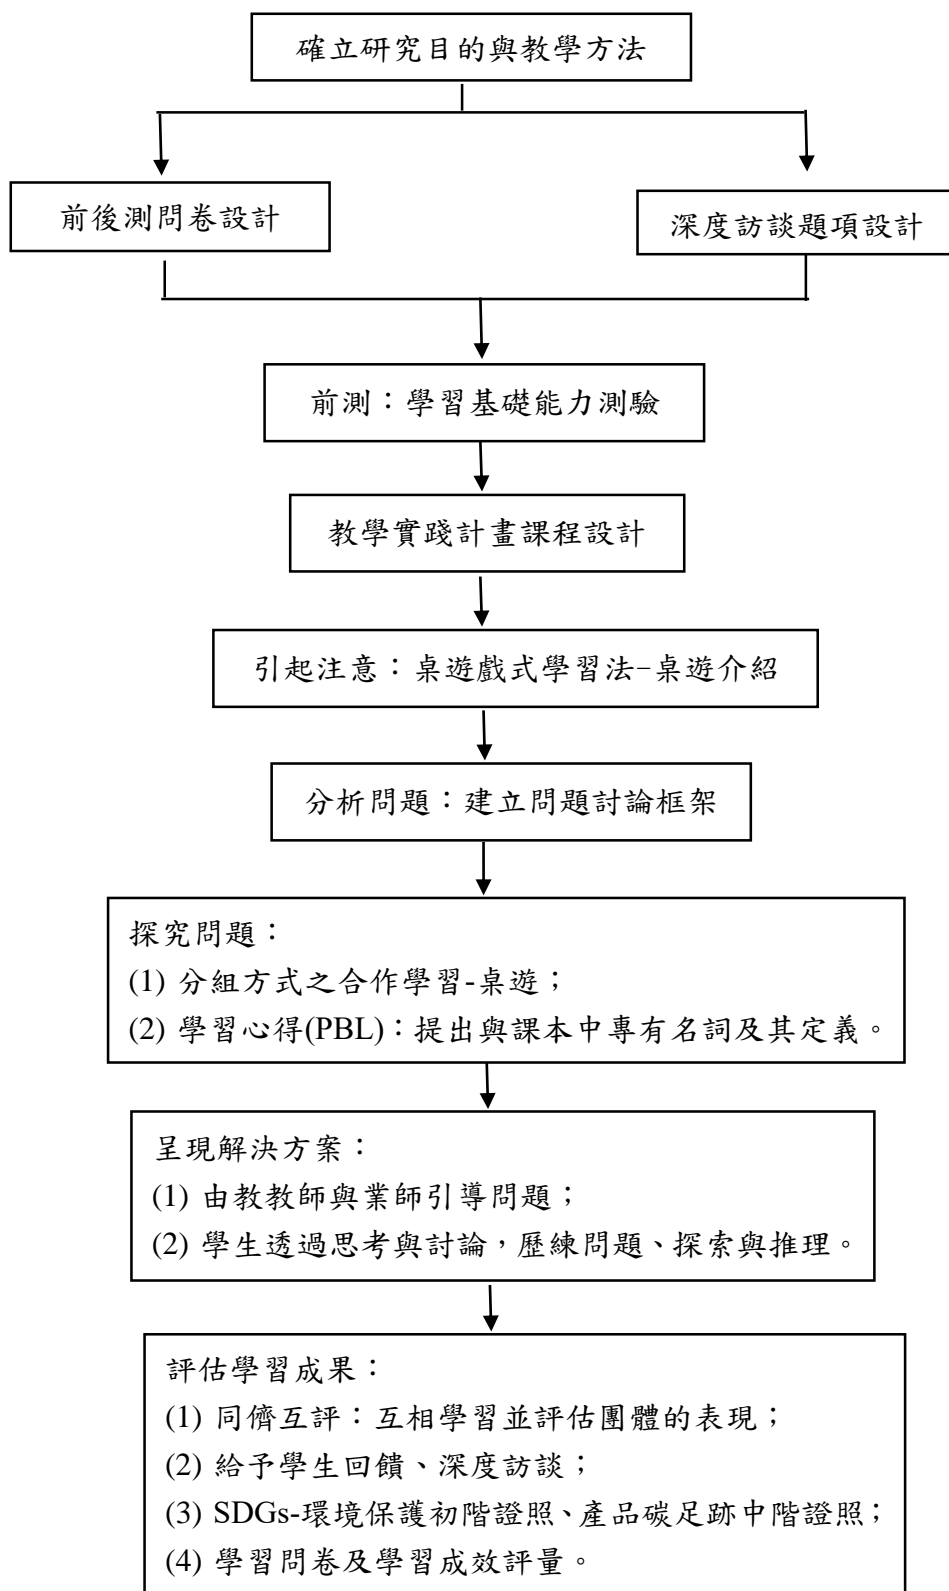 確立研究目的與教學方法
前後測問卷設計
深度訪談題項設計
前測：學習基礎能力測驗
教學實踐計畫課程設計
引起注意：桌遊戲式學習法-桌遊介紹
分析問題：建立問題討論框架
探究問題：
(1) 分組方式之合作學習-桌遊；
(2) 學習心得(PBL)：提出與課本中專有名詞及其定義。
呈現解決方案：
(1) 由教教師與業師引導問題；
(2) 學生透過思考與討論，歷練問題、探索與推理。
評估學習成果：
(1) 同儕互評：互相學習並評估團體的表現；
(2) 給予學生回饋、深度訪談；
(3) SDGs-環境保護初階證照、產品碳足跡中階證照；
(4) 學習問卷及學習成效評量。